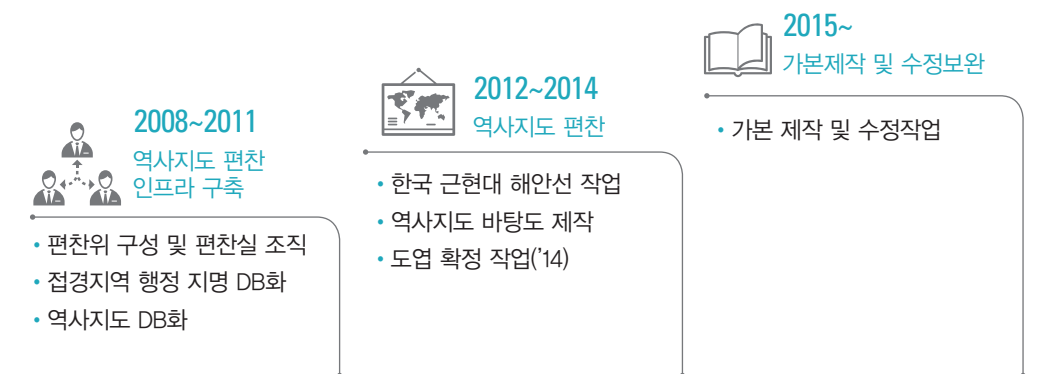 2008~2011
역사지도 편찬
인프라 구축
• 편찬위 구성 및 편찬실 조직
• 접경지역 행정 지명 DB화
• 역사지도 DB화
2012~2014
역사지도 편찬
• 한국 근현대 해안선 작업
• 역사지도 바탕도 제작
• 도엽 확정 작업('14)
2015~
가본제작 및 수정보완
• 가본 제작 및 수정작업